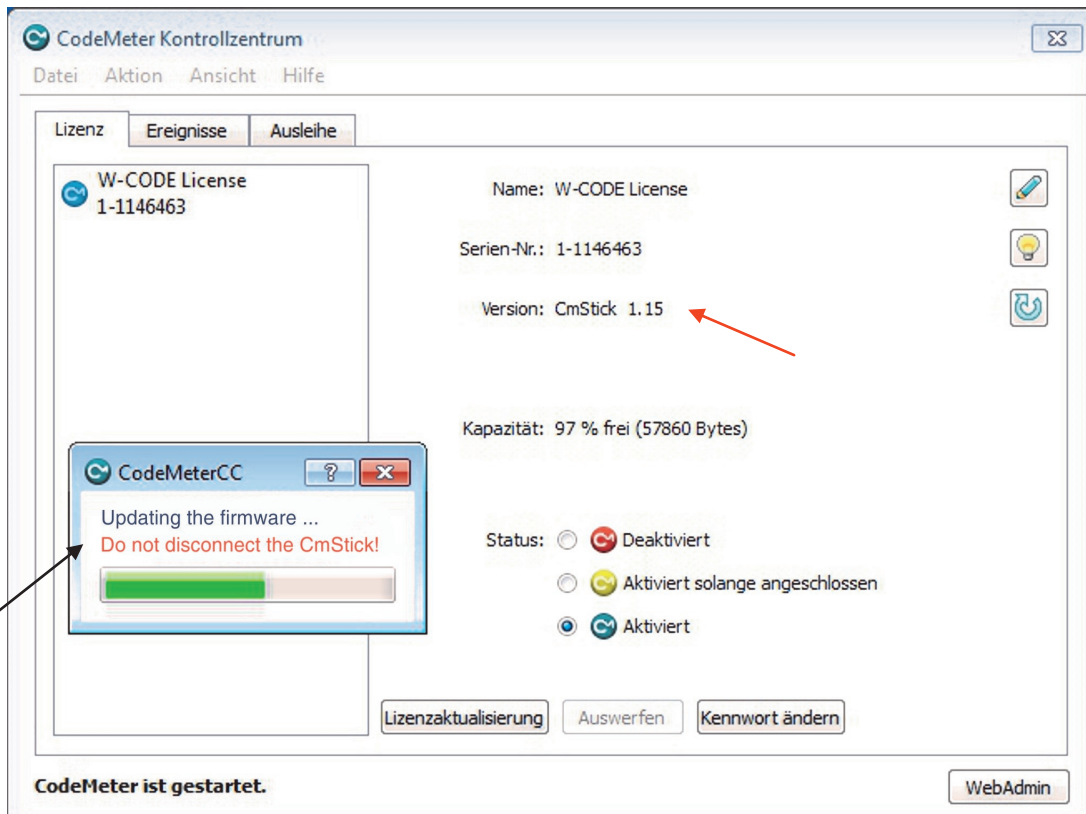 CodeMeter Kontrollzentrum
Datei Aktion Ansicht Hilfe
Lizenz Ereignisse Ausleihe
W-CODE License
1-1146463
Name: W-CODE License
Serien-Nr.: 1-1146463
Version: CmStick 1.15
Kapazität: 97 % frei (57860 Bytes)
CodeMeterCC
Updating the firmware ...
Do not disconnect the CmStick!
Status: Deaktiviert
Aktiviert solange angeschlossen
Aktiviert
Lizenzaktualisierung Auswerfen Kennwort ändern
CodeMeter ist gestartet. WebAdmin